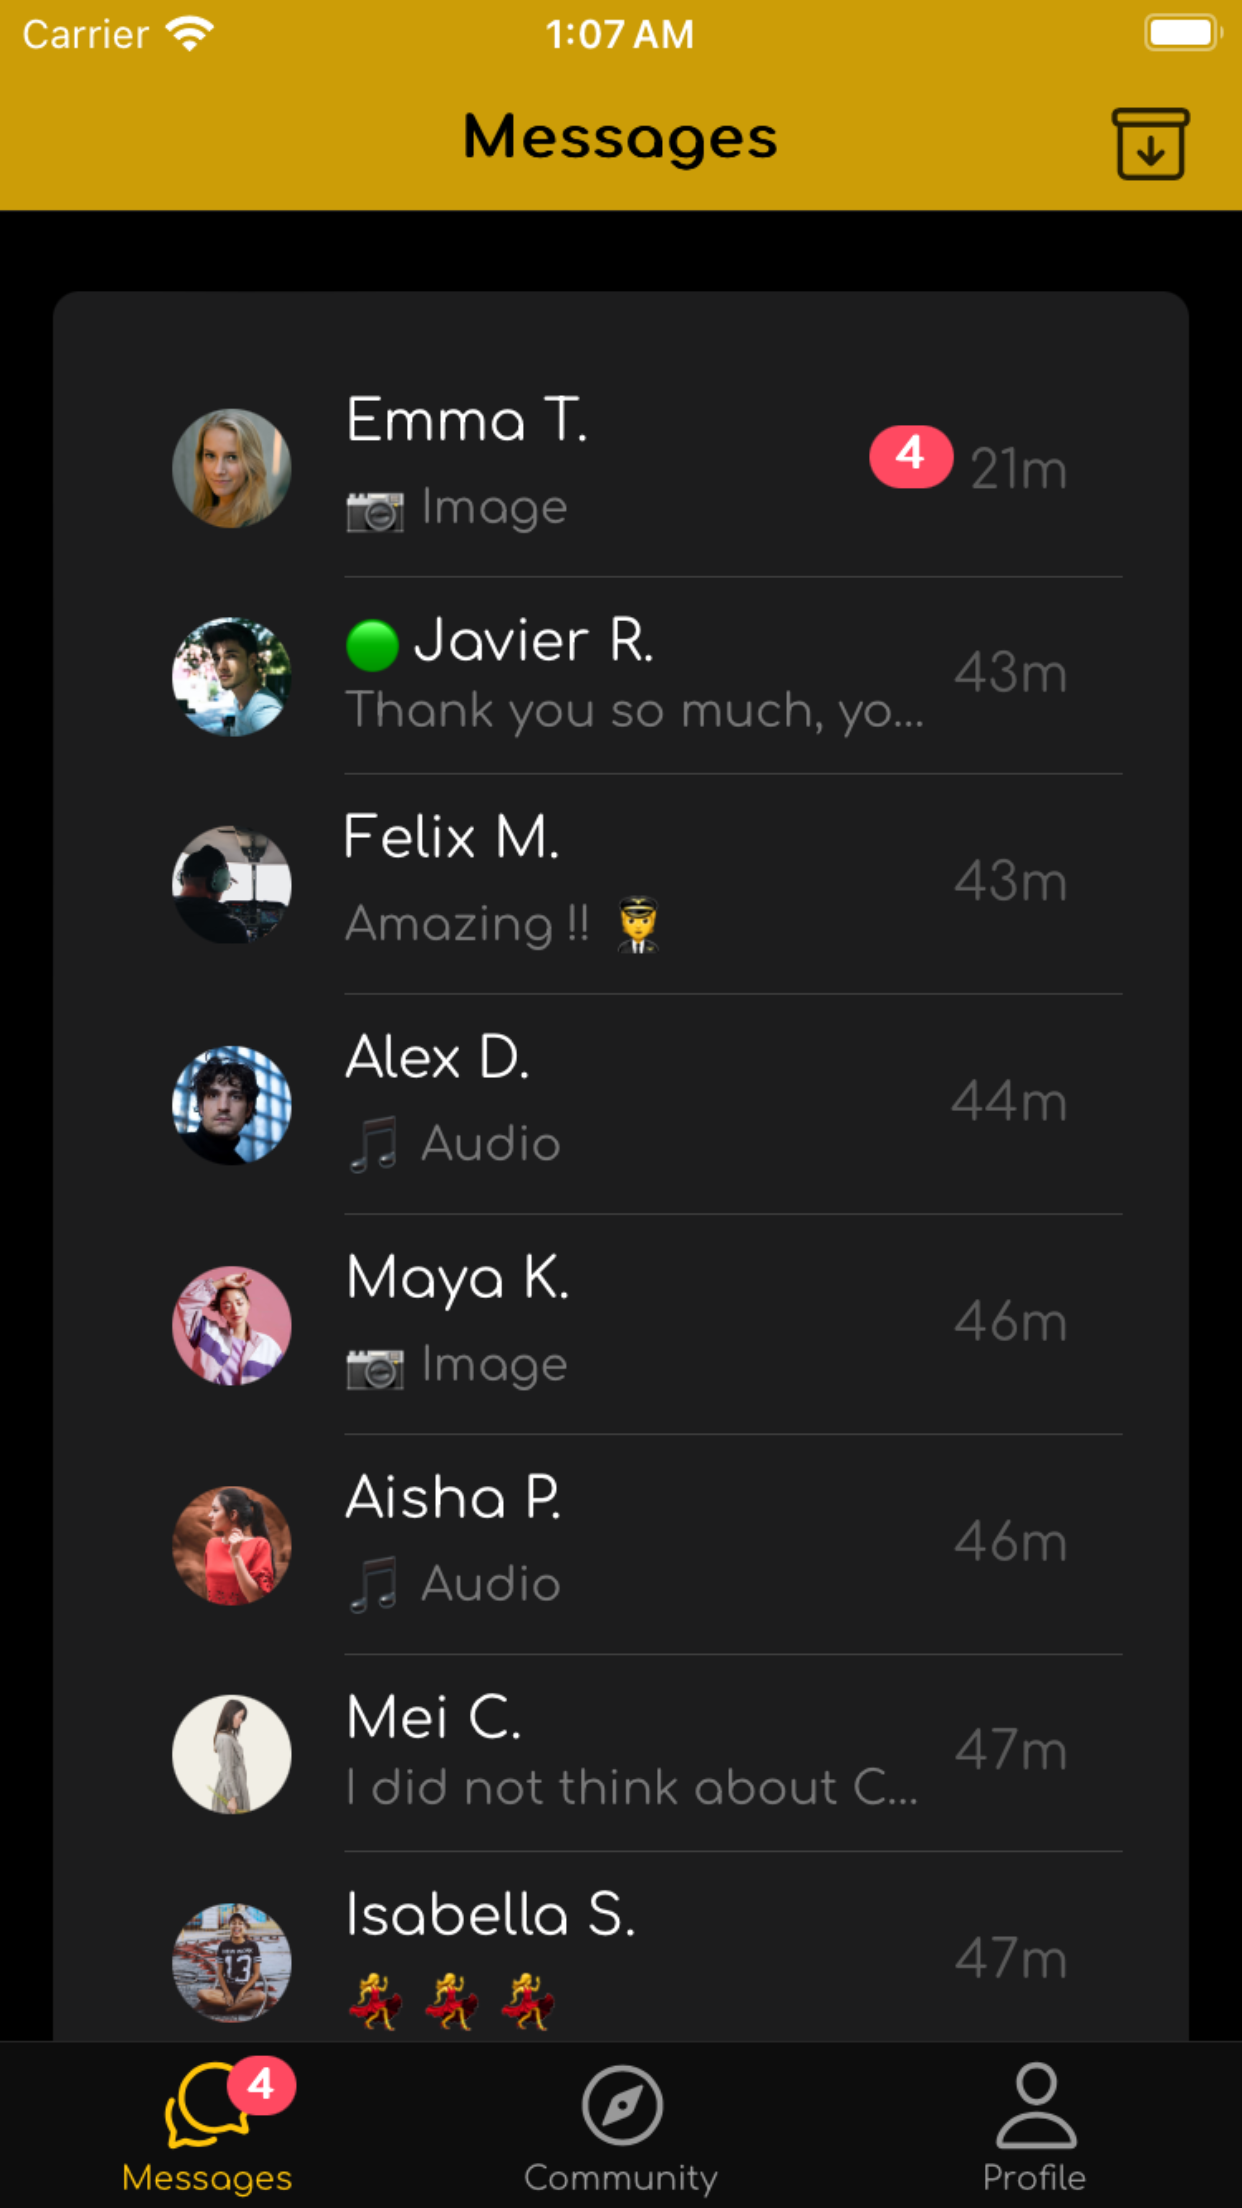 Carrier 1:07 AM
Messages
Emma T.
4 21m
📷 Image
🟢 Javier R.
43m
Thank you so much, yo...
Felix M.
43m
Amazing !! 🧑‍✈️
Alex D.
44m
🎵 Audio
Maya K.
46m
📷 Image
Aisha P.
46m
🎵 Audio
Mei C.
47m
I did not think about C...
Isabella S.
47m
💃 💃 💃
13
4
Messages Community Profile